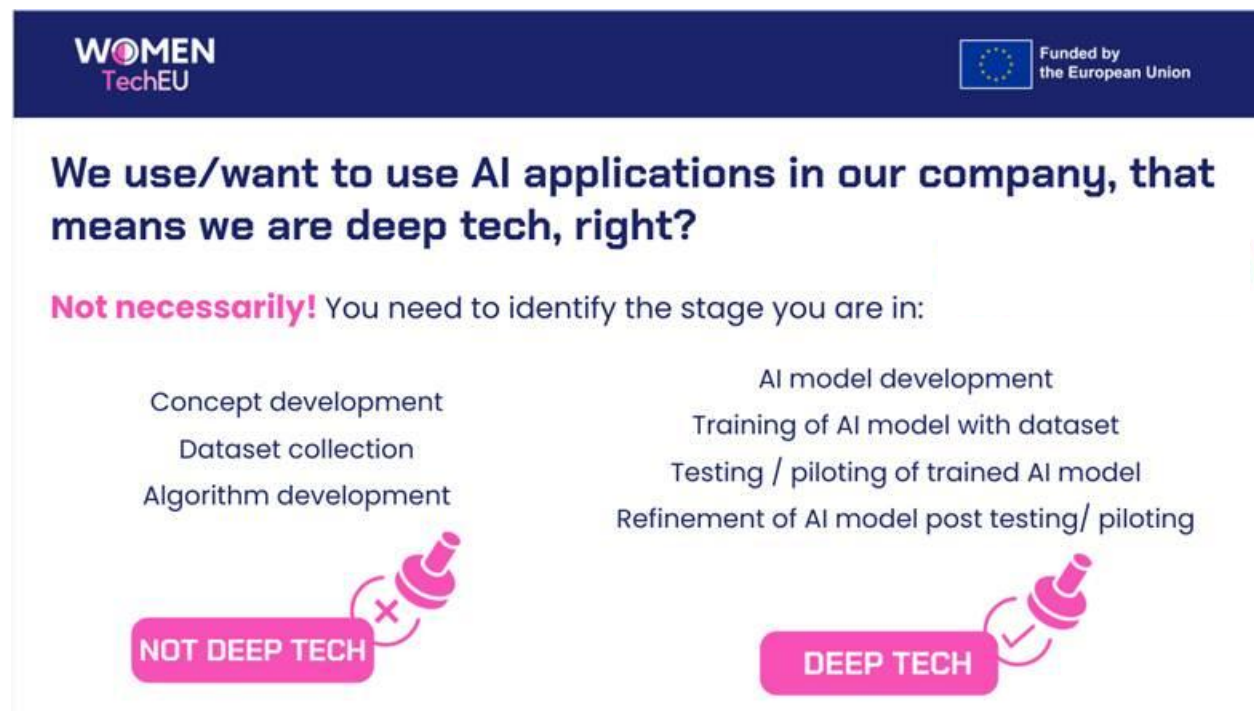 WOMEN
TechEU
Funded by
the European Union
We use/want to use AI applications in our company, that
means we are deep tech, right?
Not necessarily! You need to identify the stage you are in:
Concept development
Dataset collection
Algorithm development
NOT DEEP TECH
AI model development
Training of AI model with dataset
Testing / piloting of trained AI model
Refinement of AI model post testing/ piloting
DEEP TECH